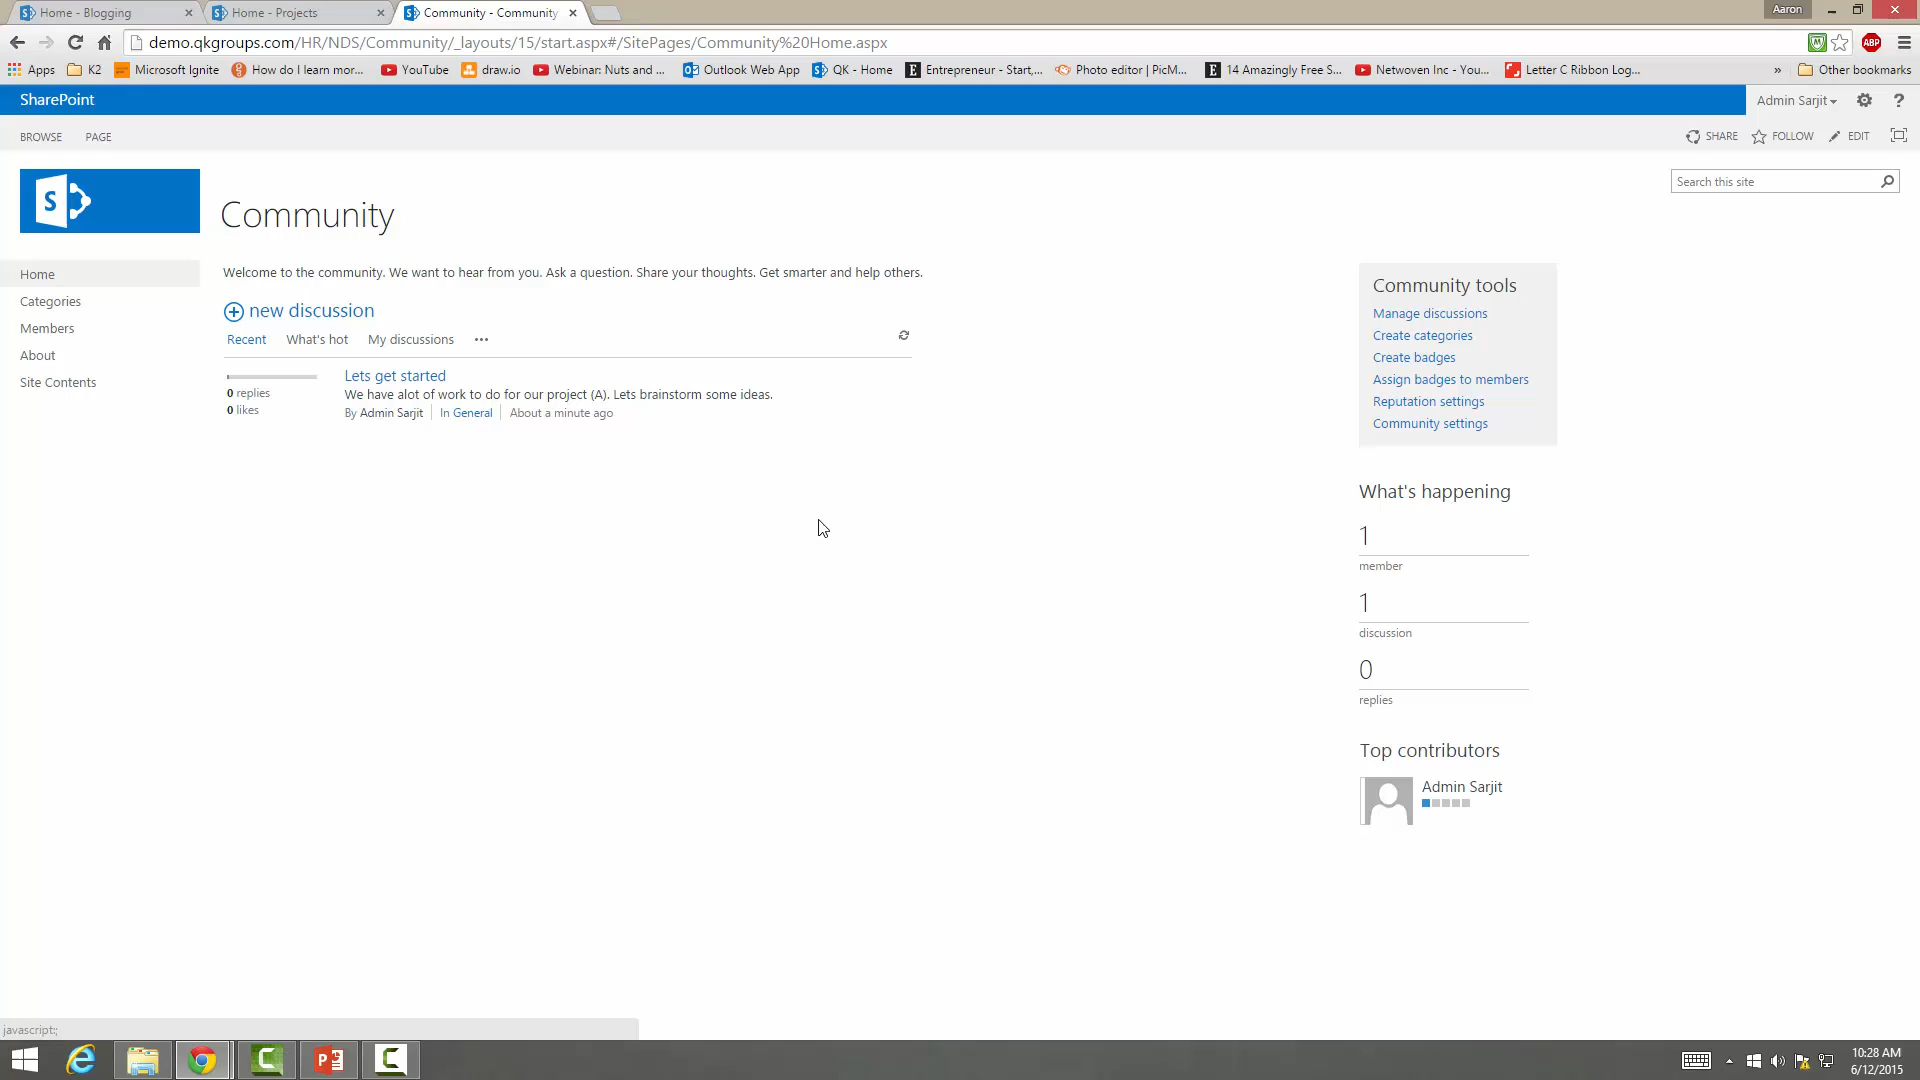 Home - Blogging
Home - Projects
Community - Community
Aaron
demo.qkgroups.com/HR/NDS/Community/_layouts/15/start.aspx#/SitePages/Community%20Home.aspx
ABP
Apps
K2
Microsoft Ignite
How do I learn mor...
YouTube
draw.io
Webinar: Nuts and ...
Outlook Web App
QK - Home
Entrepreneur - Start,...
Photo editor | PicM...
14 Amazingly Free S...
Netwoven Inc - You...
Letter C Ribbon Log...
»
Other bookmarks
SharePoint
Admin Sarjit
?
BROWSE
PAGE
SHARE
FOLLOW
EDIT
Search this site
Community
Home
Categories
Members
About
Site Contents
Welcome to the community. We want to hear from you. Ask a question. Share your thoughts. Get smarter and help others.
new discussion
Recent What's hot My discussions ...
0 replies
0 likes
Lets get started
We have alot of work to do for our project (A). Lets brainstorm some ideas.
By Admin Sarjit | In General | About a minute ago
Community tools
Manage discussions
Create categories
Create badges
Assign badges to members
Reputation settings
Community settings
What's happening
1
member
1
discussion
0
replies
Top contributors
Admin Sarjit
javascript:;
10:28 AM
6/12/2015